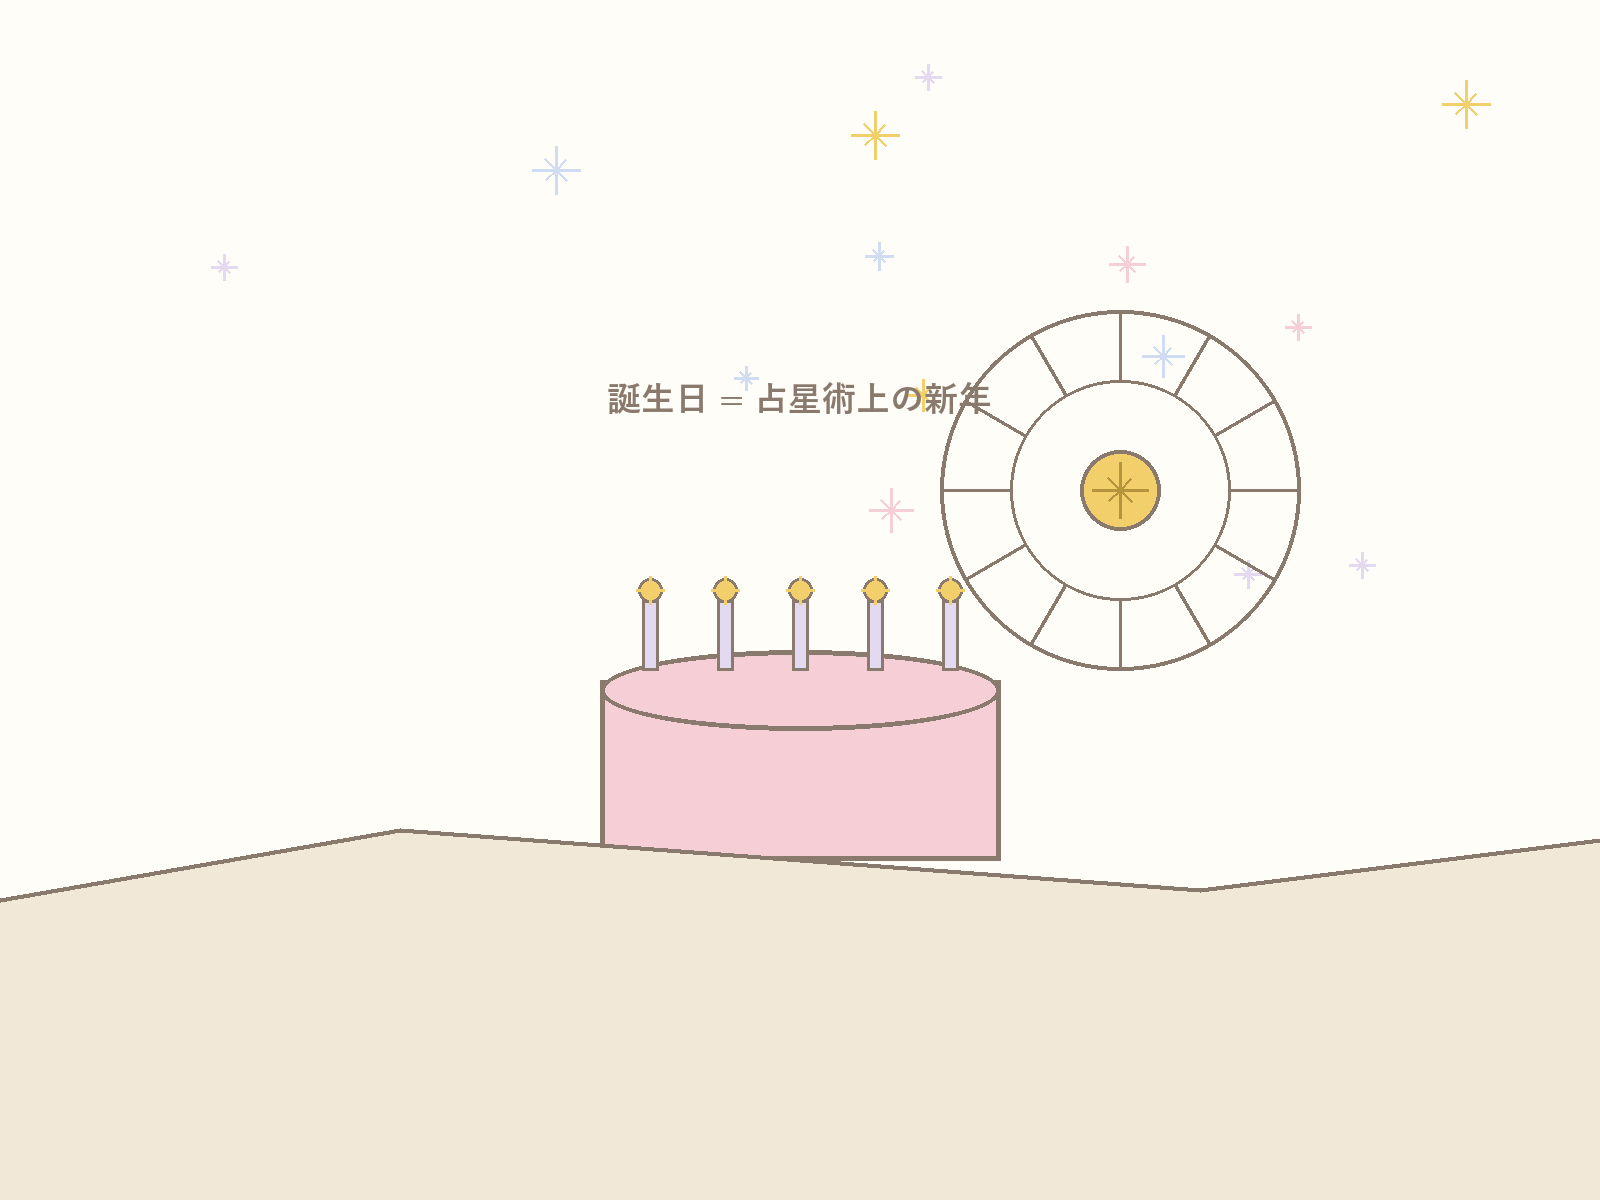 誕生日 = 占星術上の新年